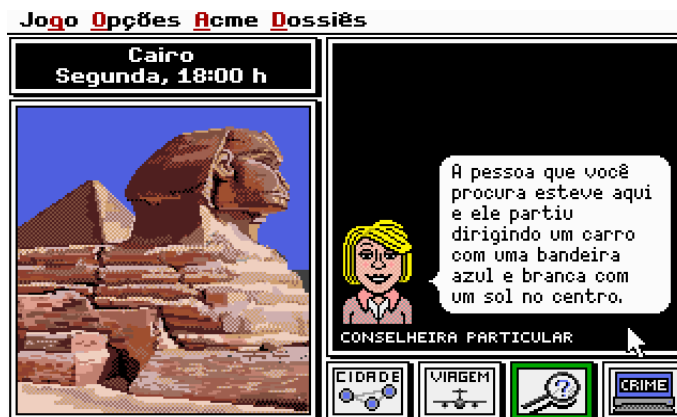 Jogo Opções Acme Dossiês
Cairo
Segunda, 18:00 h
A pessoa que você
procura esteve aqui
e ele partiu
dirigindo um carro
com uma bandeira
azul e branca com
um sol no centro.
CONSELHEIRA PARTICULAR
CIDADE
VIAGEM
?
CRIME